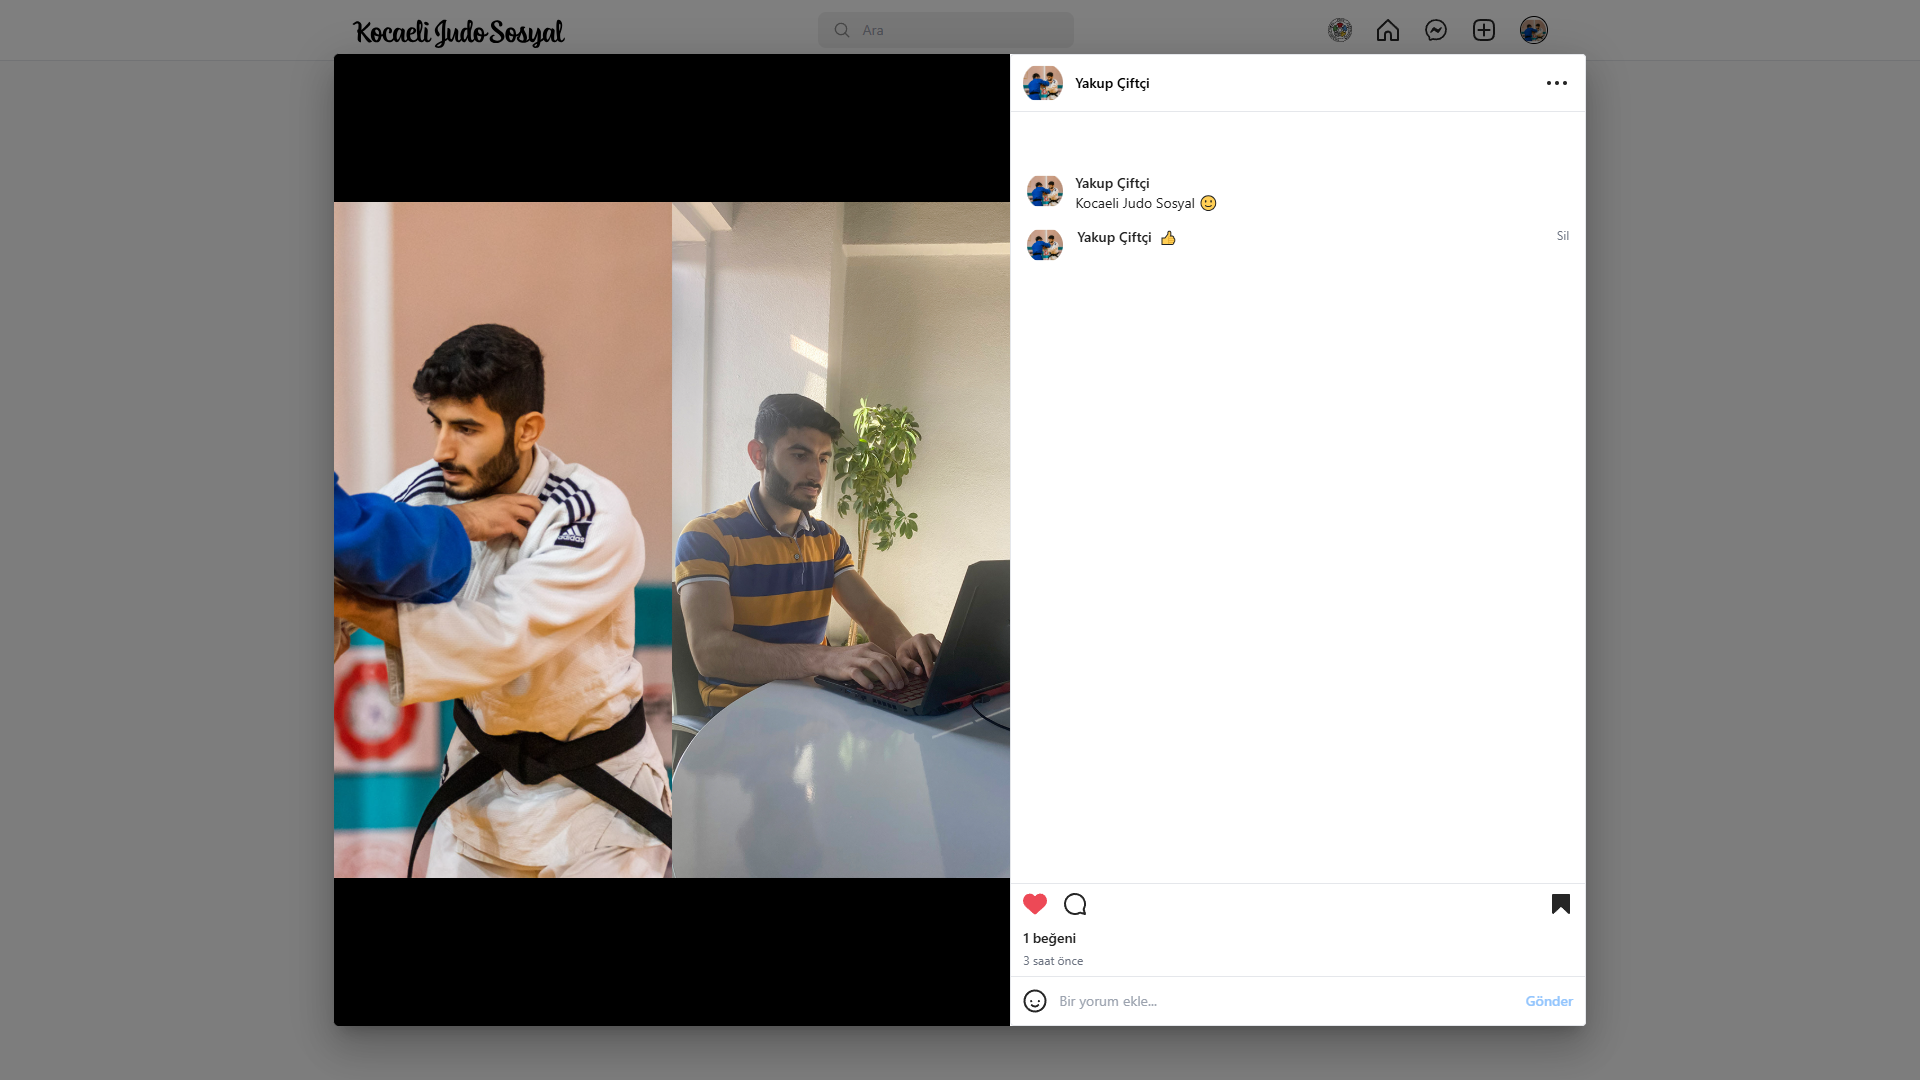 Kocaeli Judo Sosyal
Ara
Yakup Çiftçi
Yakup Çiftçi
Kocaeli Judo Sosyal 🙂
Yakup Çiftçi 👍
Sil
adidas
1 beğeni
3 saat önce
Bir yorum ekle...
Gönder